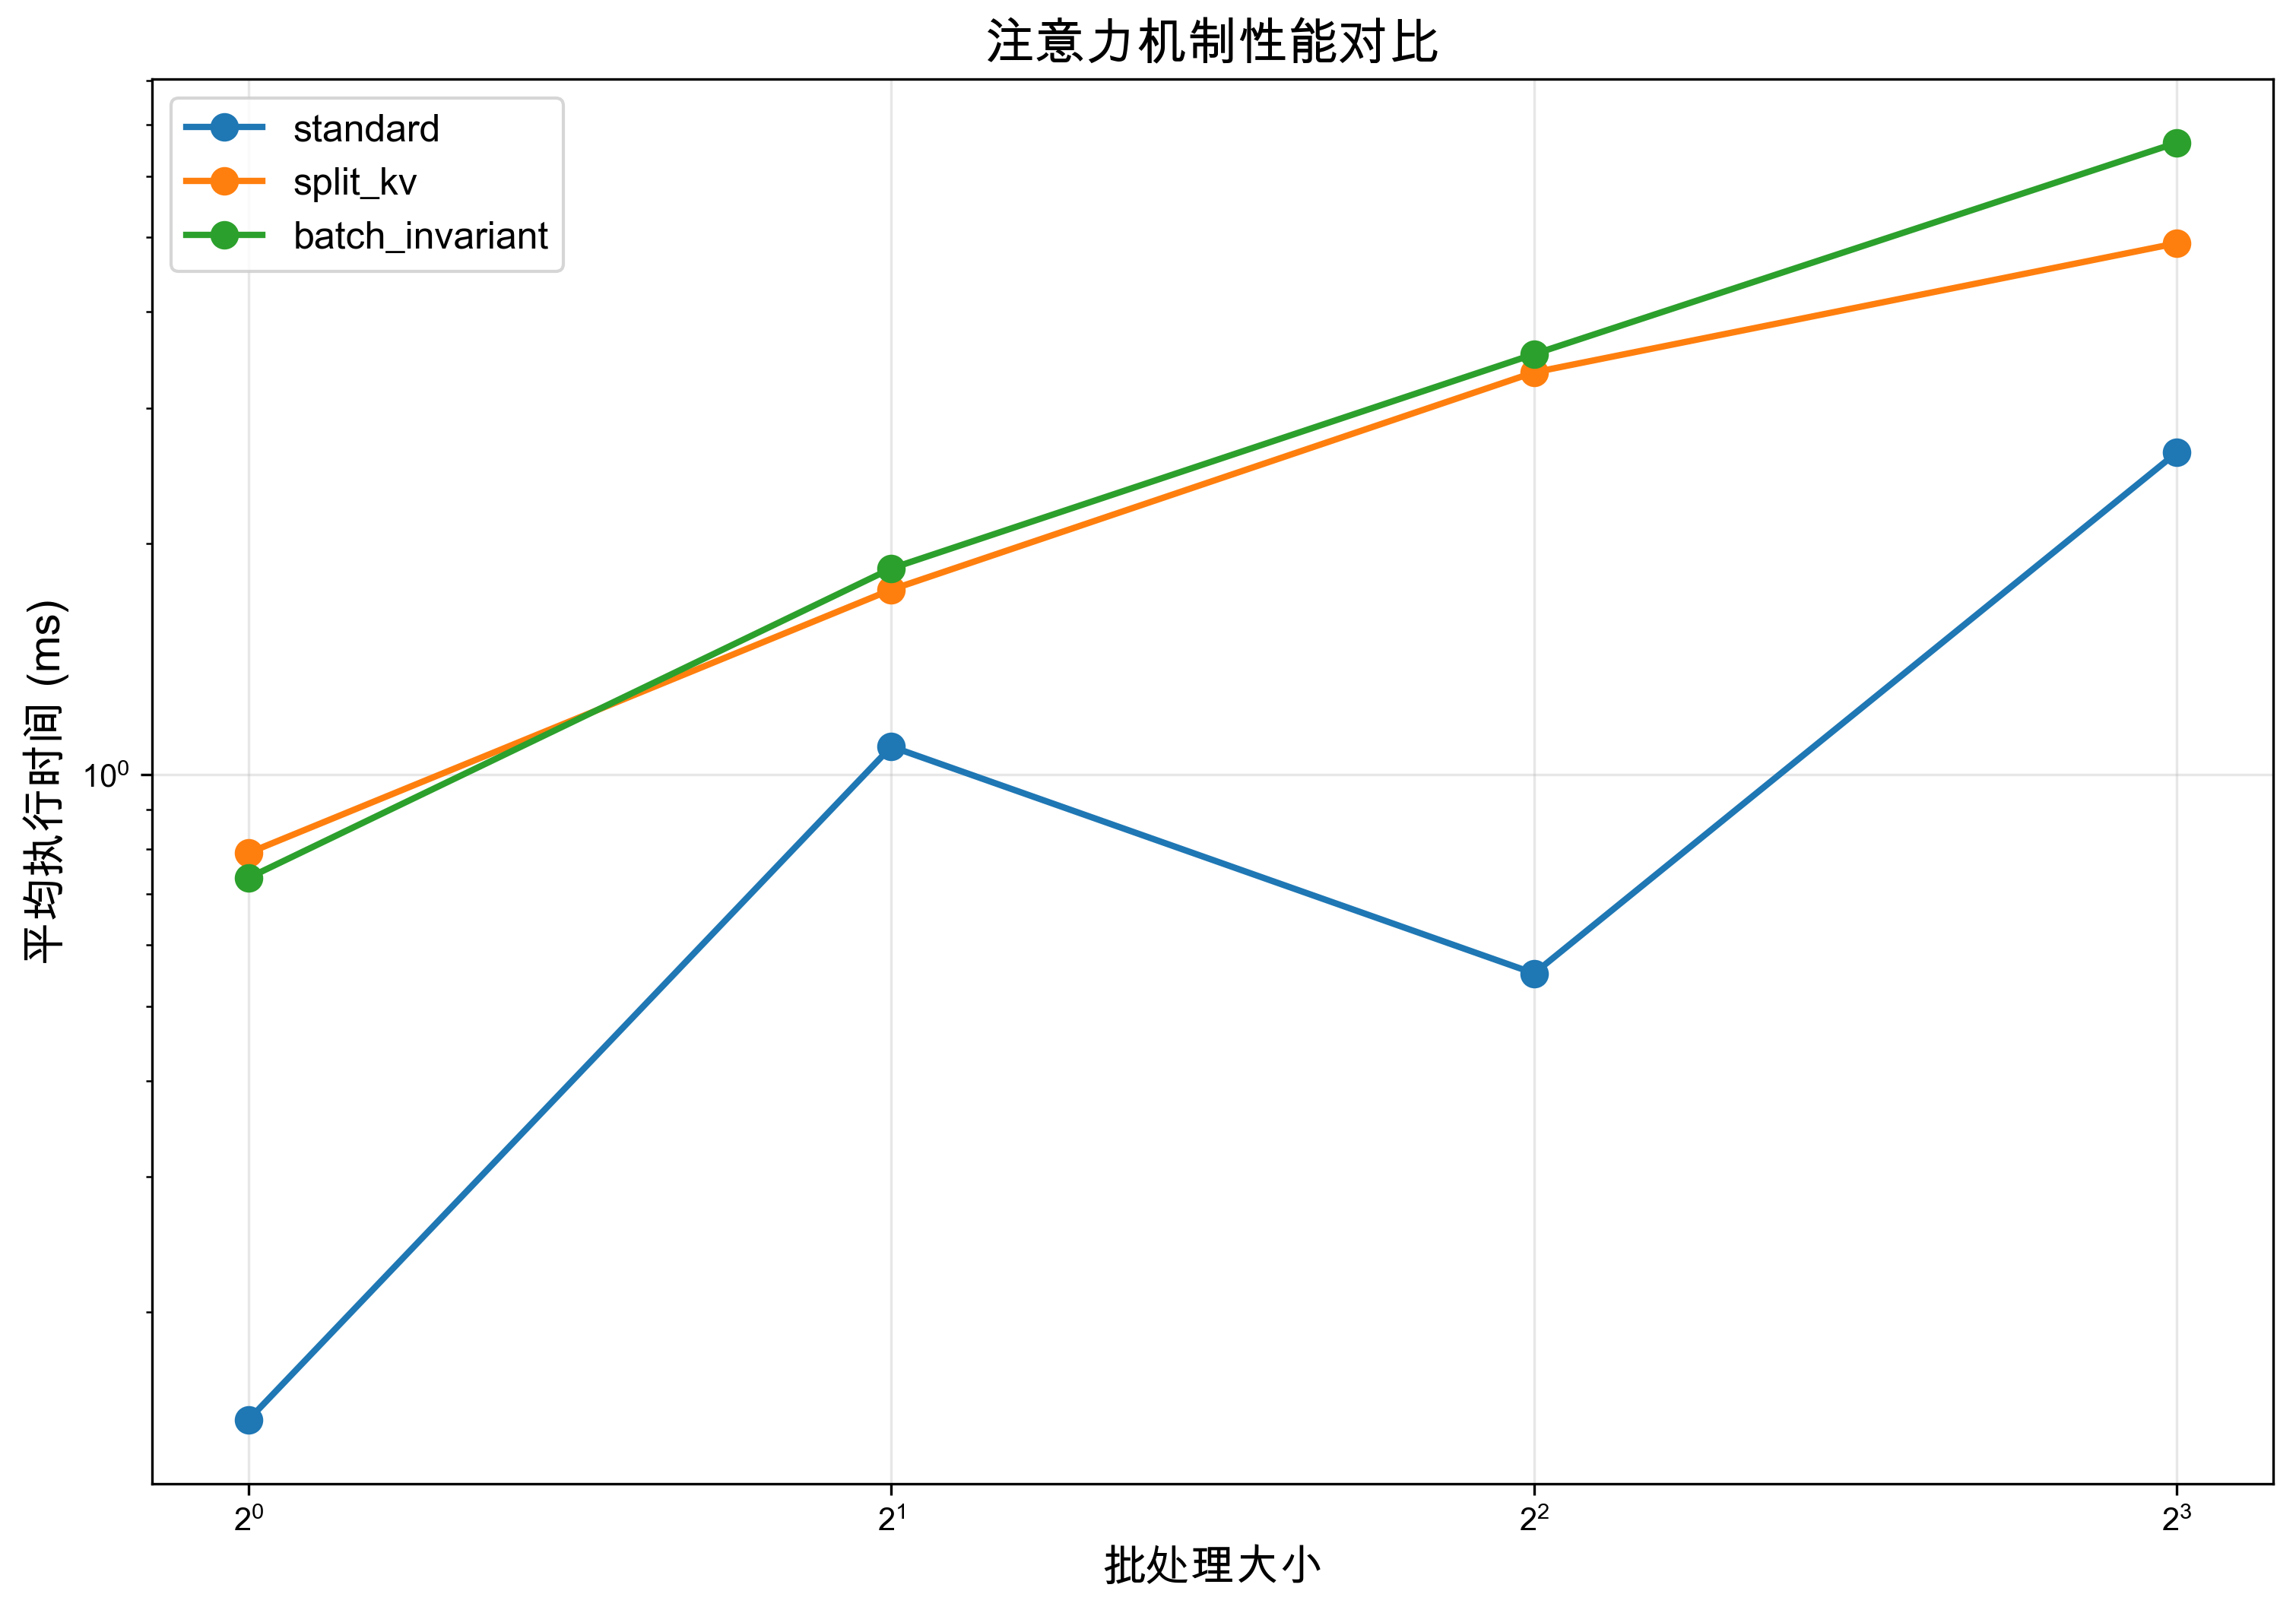 注意力机制性能对比
standard
split_kv
batch_invariant
平均执行时间 (ms)
10⁰
2⁰
2¹
2²
2³
批处理大小